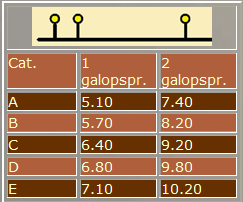 Cat. 1 galopspr. 2 galopspr.
A 5.10 7.40
B 5.70 8.20
C 6.40 9.20
D 6.80 9.80
E 7.10 10.20